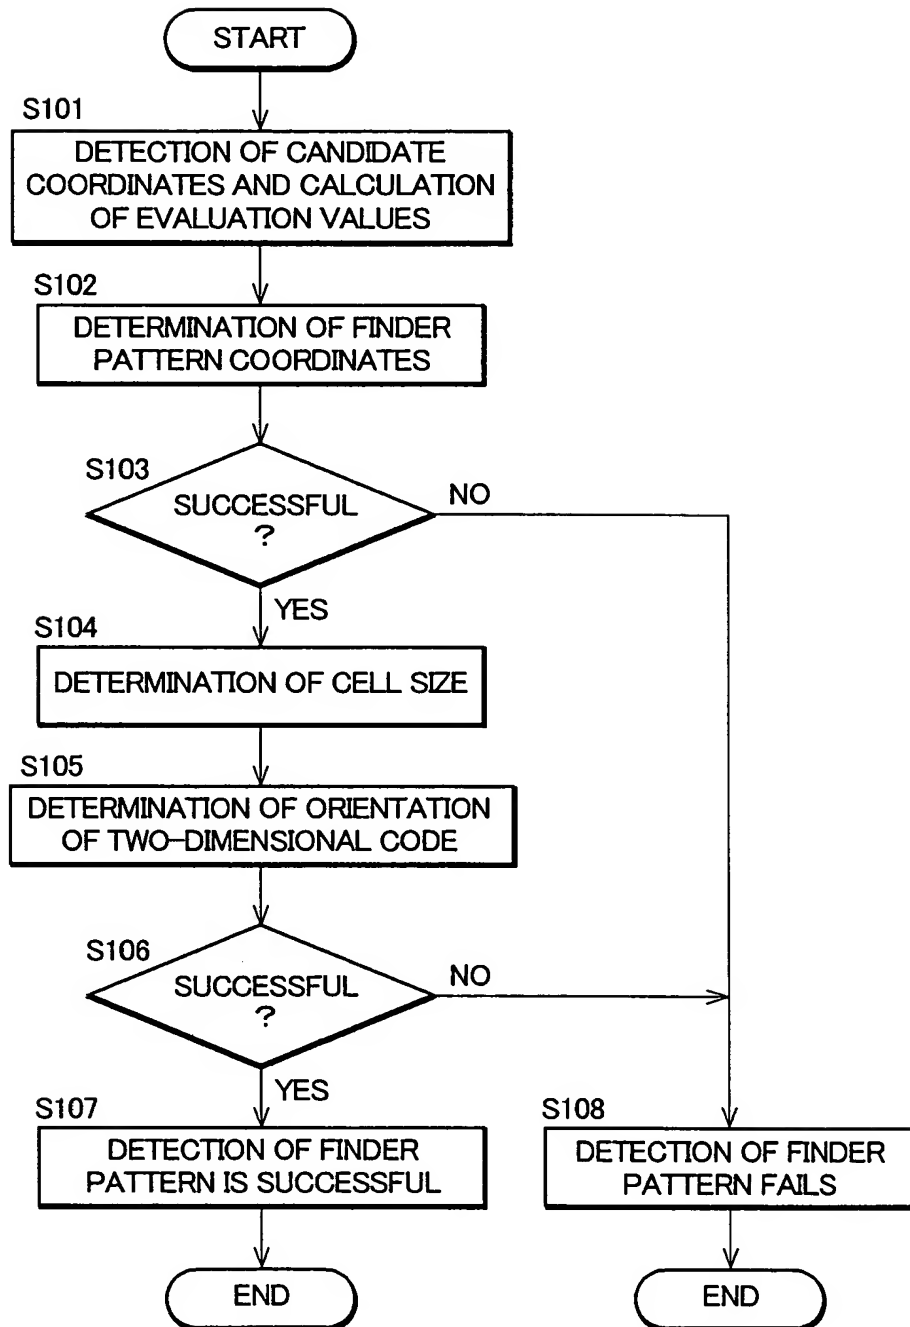 START
S101
DETECTION OF CANDIDATE
COORDINATES AND CALCULATION
OF EVALUATION VALUES
S102
DETERMINATION OF FINDER
PATTERN COORDINATES
S103
SUCCESSFUL
?
NO
YES
S104
DETERMINATION OF CELL SIZE
S105
DETERMINATION OF ORIENTATION
OF TWO-DIMENSIONAL CODE
S106
SUCCESSFUL
?
NO
YES
S107
DETECTION OF FINDER
PATTERN IS SUCCESSFUL
S108
DETECTION OF FINDER
PATTERN FAILS
END
END